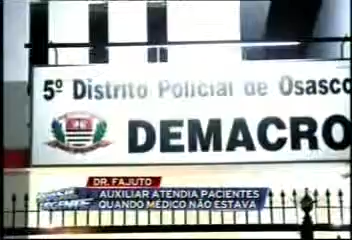 5º Distrito Policial de Osasco
DEMACRO
DR. FAJUTO
AUXILIAR ATENDIA PACIENTES
QUANDO MÉDICO NÃO ESTAVA